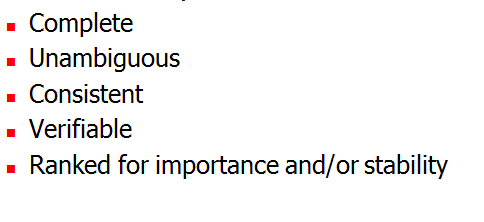 Complete
Unambiguous
Consistent
Verifiable
Ranked for importance and/or stability